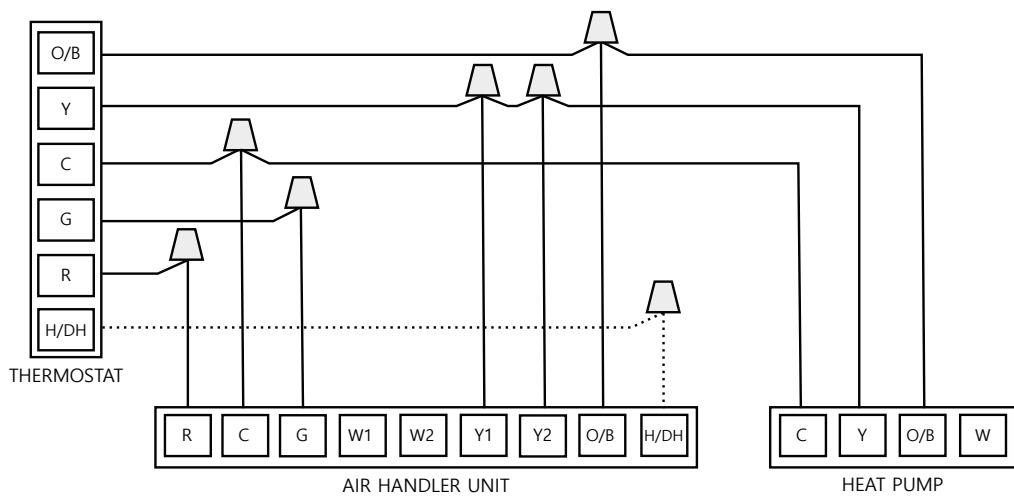 O/B
Y
C
G
R
H/DH
THERMOSTAT
R C G W1 W2 Y1 Y2 O/B H/DH
AIR HANDLER UNIT
C Y O/B W
HEAT PUMP